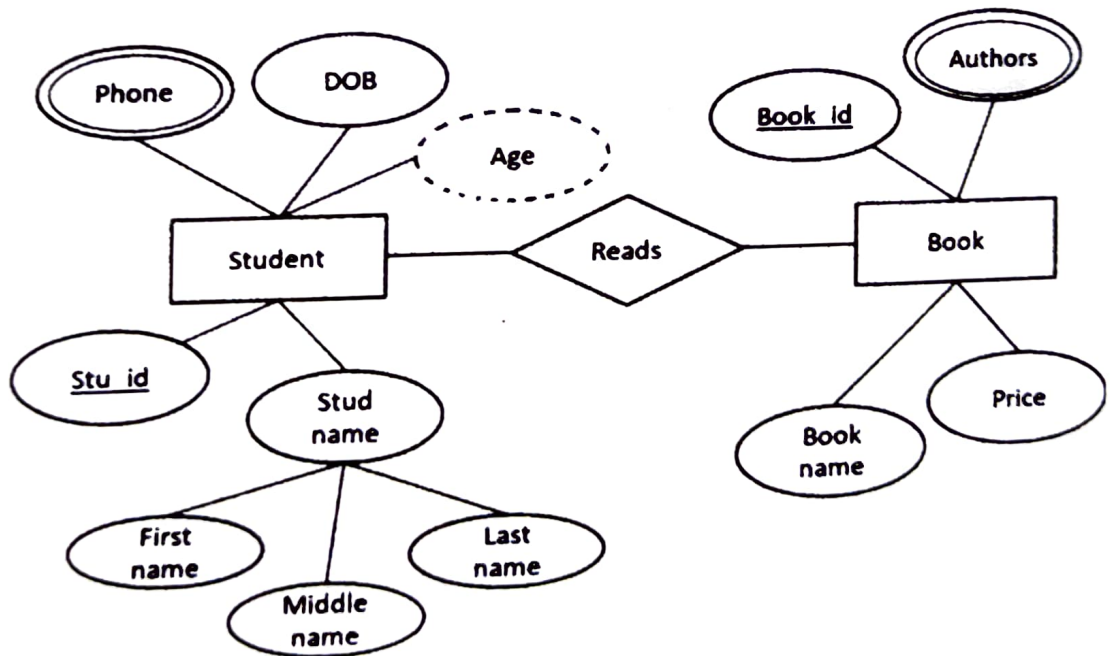 Authors
DOB
Phone
Book id
Age
Student
Reads
Book
Stu id
Stud
name
Price
Book
name
First
name
Last
name
Middle
name